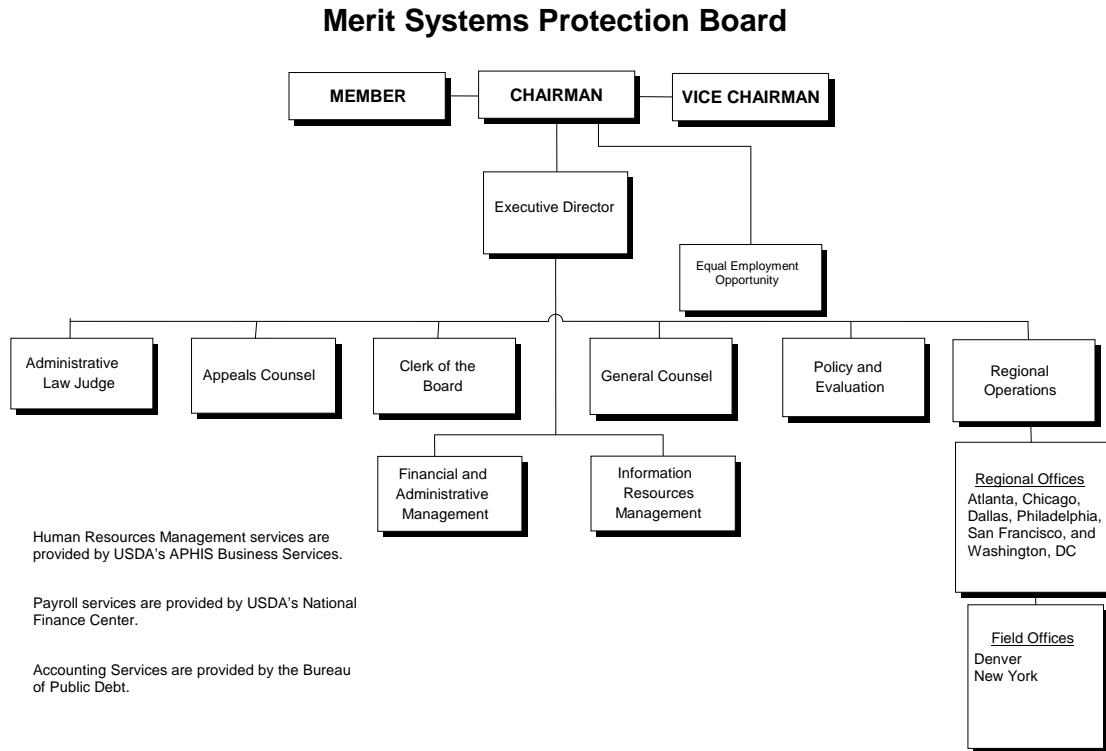 Merit Systems Protection Board
MEMBER
CHAIRMAN
VICE CHAIRMAN
Executive Director
Equal Employment
Opportunity
Administrative
Law Judge
Appeals Counsel
Clerk of the
Board
General Counsel
Policy and
Evaluation
Regional
Operations
Financial and
Administrative
Management
Information
Resources
Management
Regional Offices
Atlanta, Chicago,
Dallas, Philadelphia,
San Francisco, and
Washington, DC
Field Offices
Denver
New York
Human Resources Management services are
provided by USDA's APHIS Business Services.
Payroll services are provided by USDA's National
Finance Center.
Accounting Services are provided by the Bureau
of Public Debt.